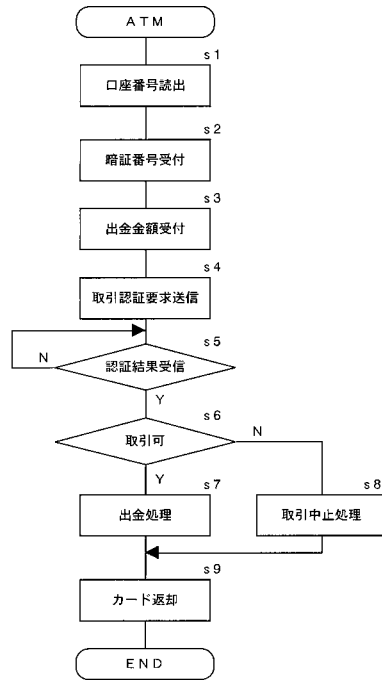 ATM
s1
口座番号読出
s2
暗証番号受付
s3
出金金額受付
s4
取引認証要求送信
s5
認証結果受信
N
Y
s6
取引可
N
Y
s7
出金処理
s8
取引中止処理
s9
カード返却
END